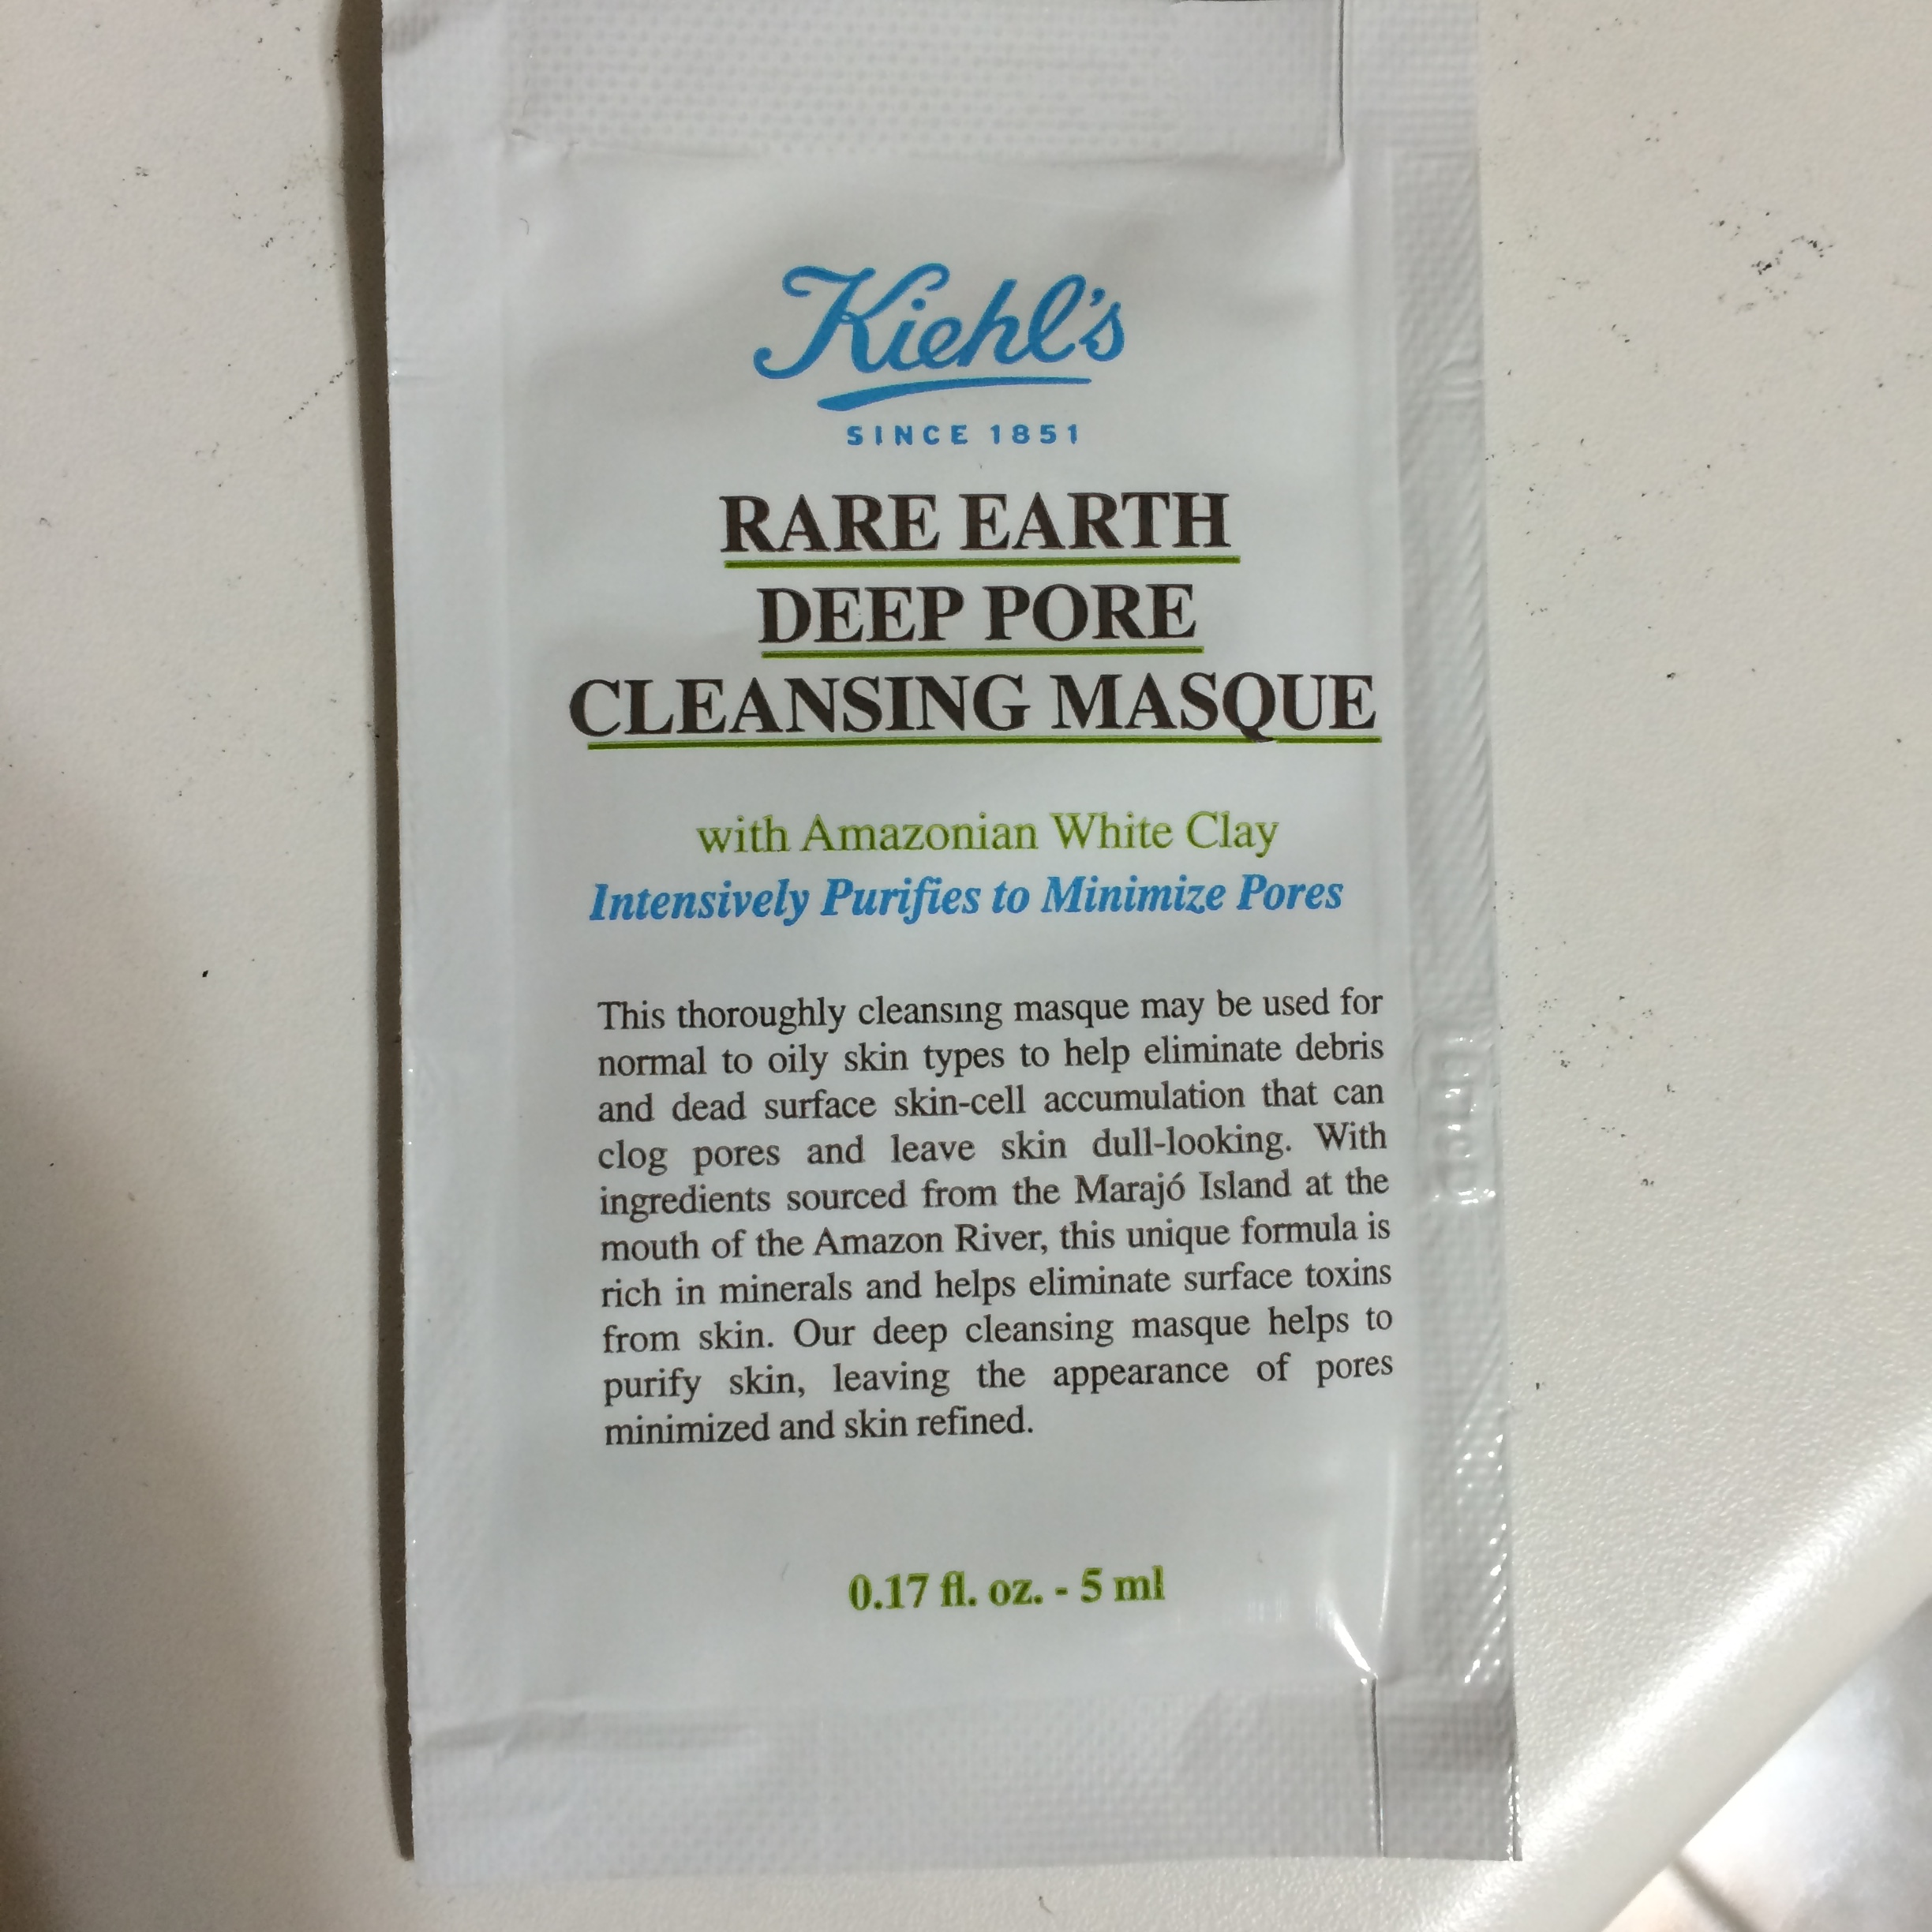 Kiehl's
SINCE 1851
RARE EARTH
DEEP PORE
CLEANSING MASQUE
with Amazonian White Clay
Intensively Purifies to Minimize Pores
This thoroughly cleansing masque may be used for
normal to oily skin types to help eliminate debris
and dead surface skin-cell accumulation that can
clog pores and leave skin dull-looking. With
ingredients sourced from the Marajó Island at the
mouth of the Amazon River, this unique formula is
rich in minerals and helps eliminate surface toxins
from skin. Our deep cleansing masque helps to
purify skin, leaving the appearance of pores
minimized and skin refined.
0.17 fl. oz. - 5 ml